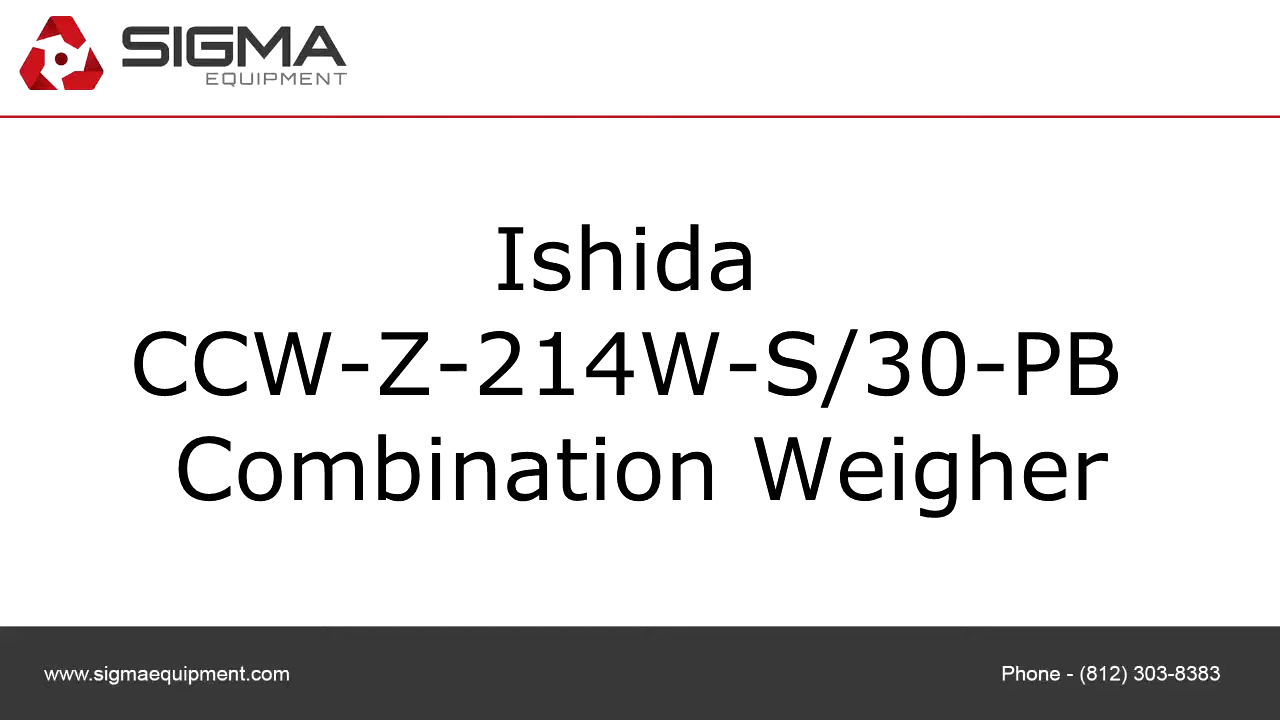 SIGMA
EQUIPMENT
Ishida
CCW-Z-214W-S/30-PB
Combination Weigher
www.sigmaequipment.com
Phone - (812) 303-8383